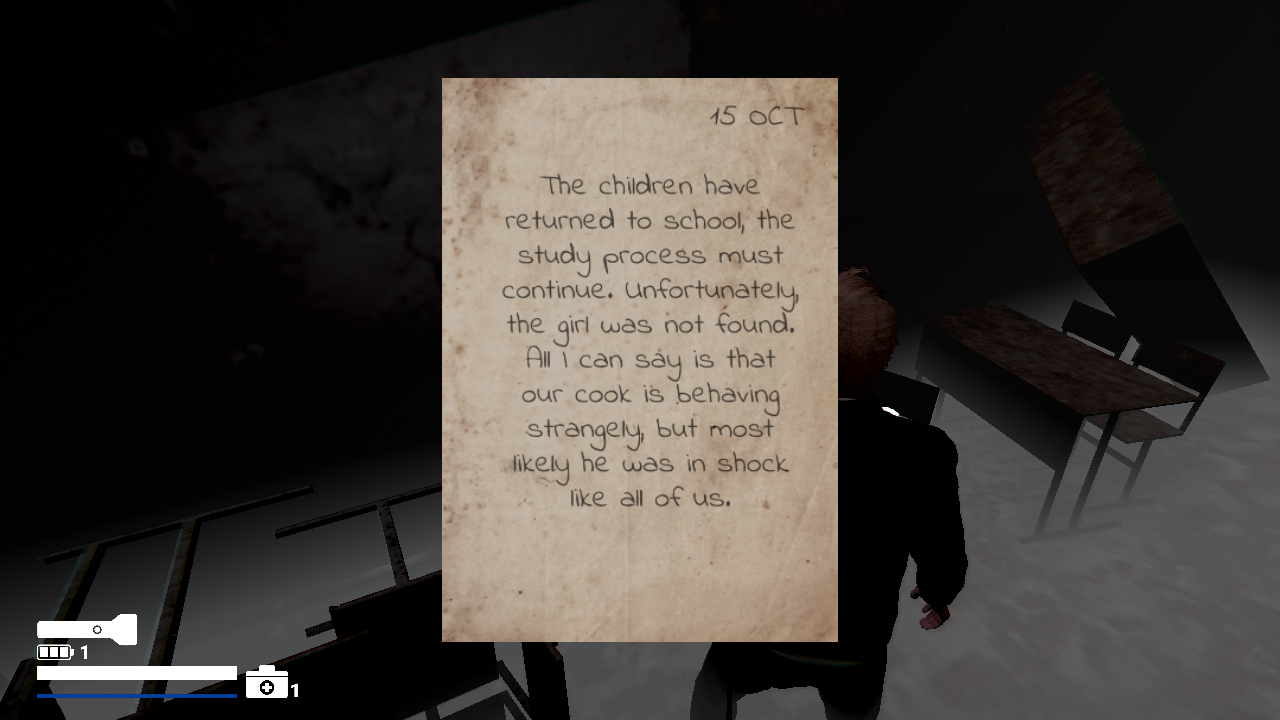 15 OCT
The children have
returned to school, the
study process must
continue. Unfortunately,
the girl was not found.
All I can say is that
our cook is behaving
strangely, but most
likely he was in shock
like all of us.
1
1